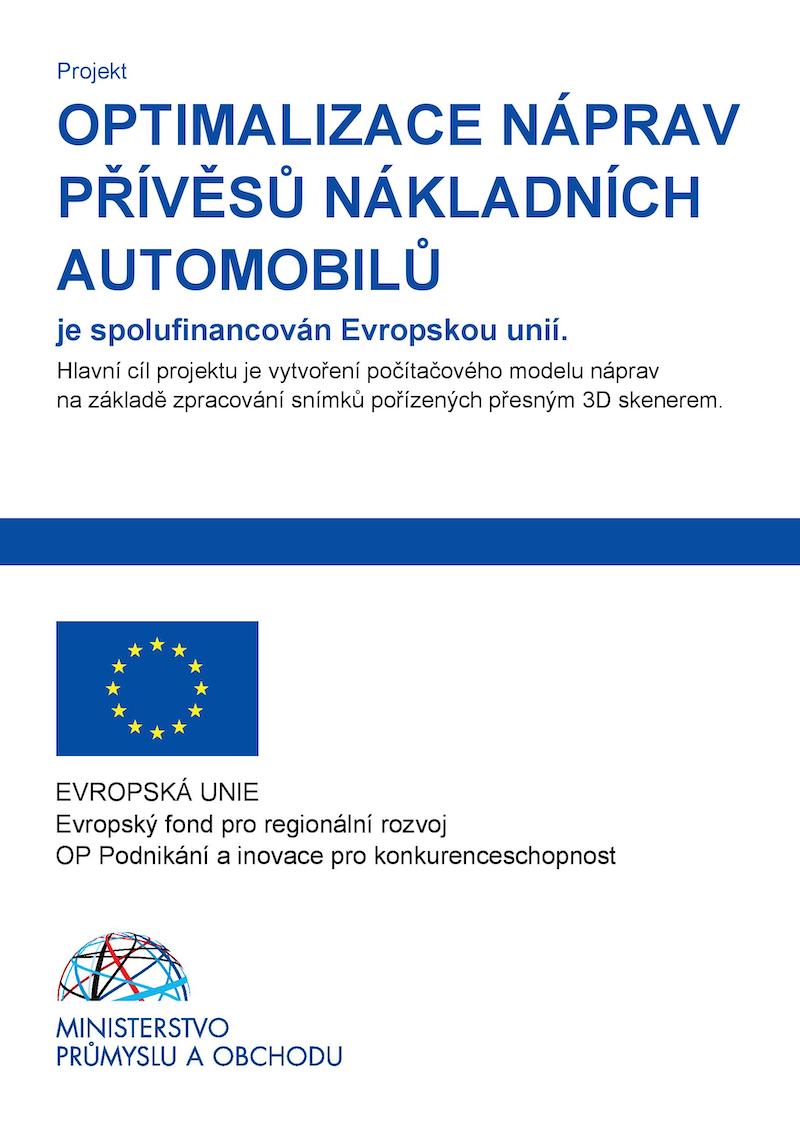 Projekt
OPTIMALIZACE NÁPRAV
PŘÍVĚSŮ NÁKLADNÍCH
AUTOMOBILŮ
je spolufinancován Evropskou unií.
Hlavní cíl projektu je vytvoření počítačového modelu náprav
na základě zpracování snímků pořízených přesným 3D skenerem.
EVROPSKÁ UNIE
Evropský fond pro regionální rozvoj
OP Podnikání a inovace pro konkurenceschopnost
MINISTERSTVO
PRŮMYSLU A OBCHODU